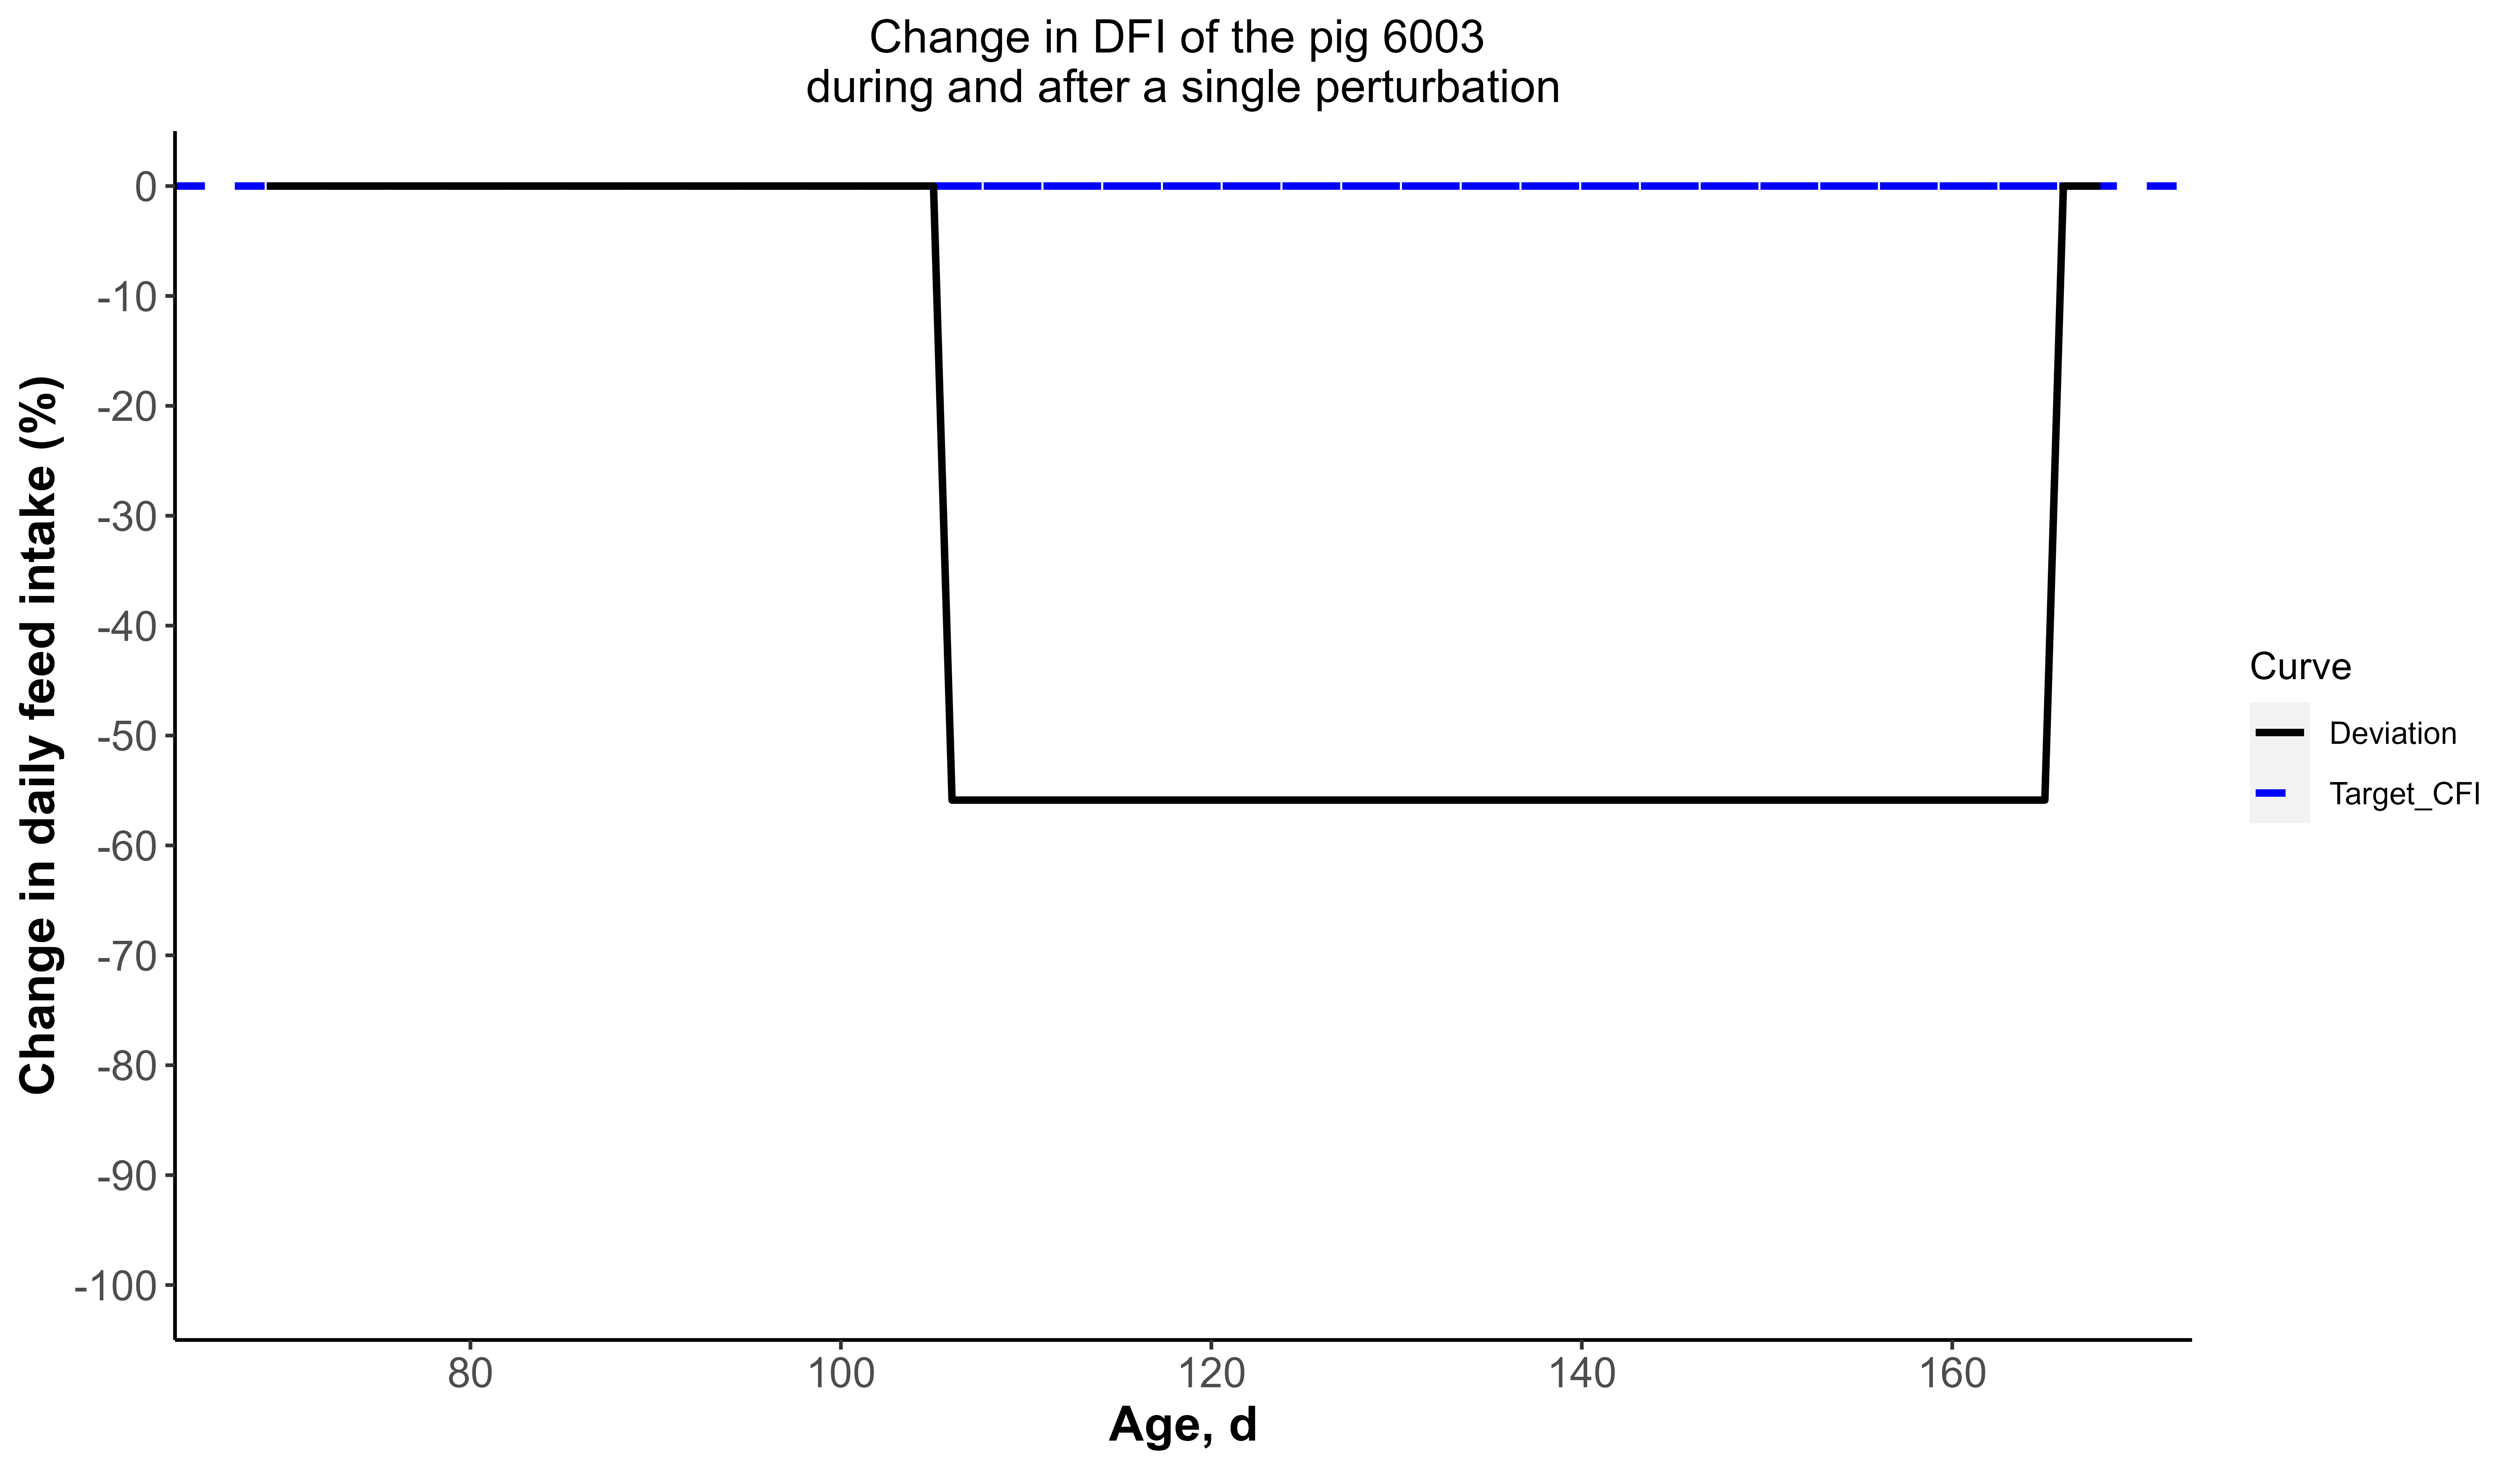 Change in DFI of the pig 6003
during and after a single perturbation
Change in daily feed intake (%)
0
-10
-20
-30
-40
-50
-60
-70
-80
-90
-100
80
100
120
140
160
Age, d
Curve
Deviation
Target_CFI